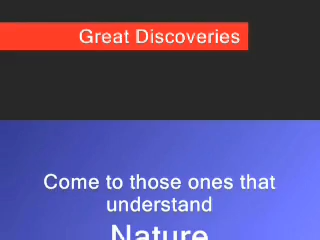 Great Discoveries
Come to those ones that
understand
Nature